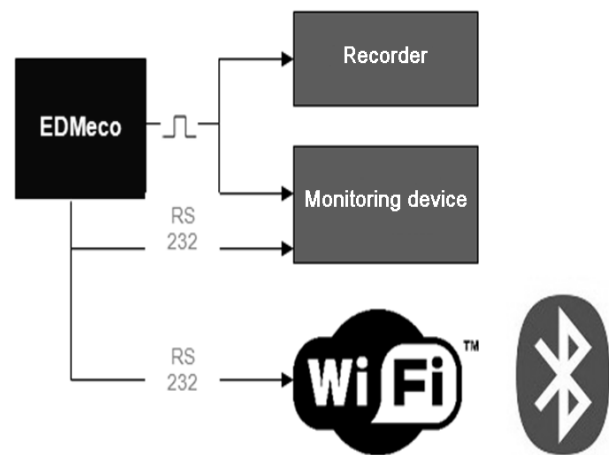 Recorder
EDMeco
Monitoring device
RS
232
RS
232
Wi Fi TM